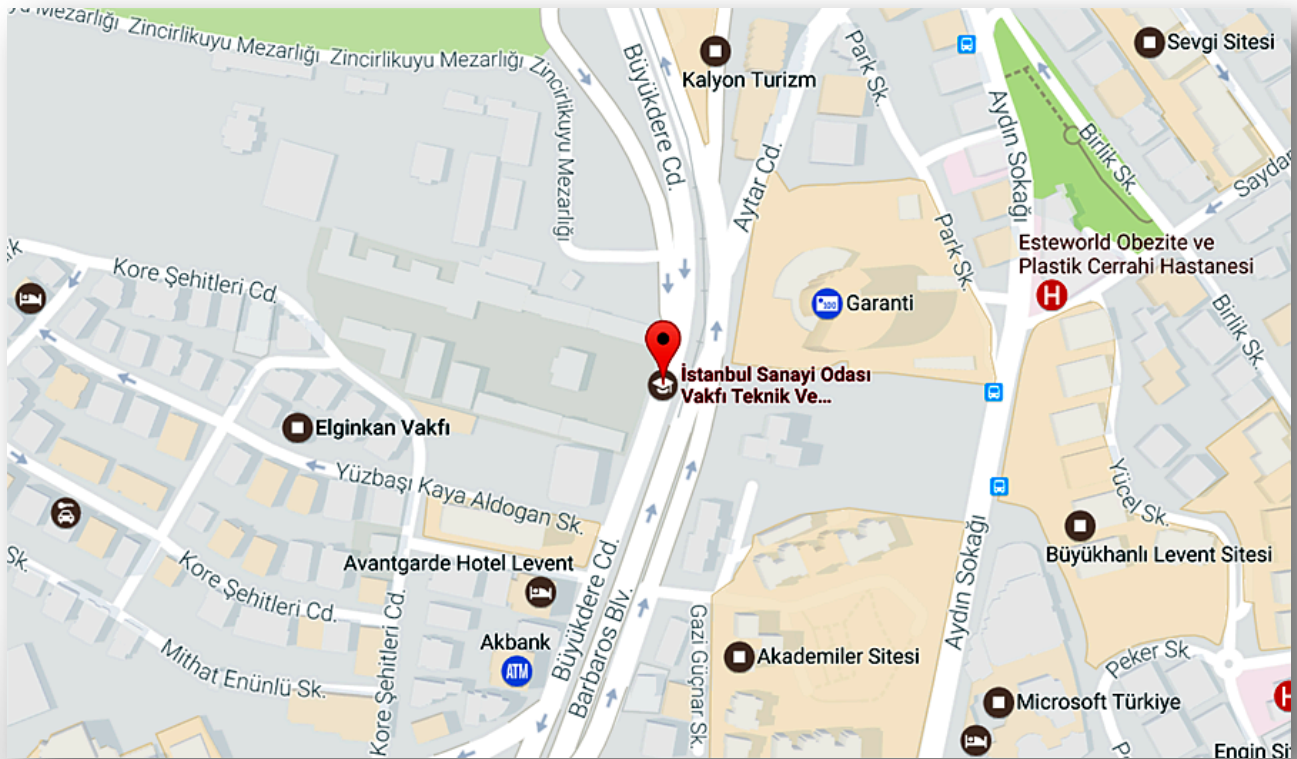 yu Mezarlığı Zincirlikuyu Mezarlığı Zincirlikuyu Mezarlığı Zincirlikuyu Mezarlığı
Büyükdere Cd.
Kalyon Turizm
Park Sk.
Sevgi Sitesi
Aydın Sokağı
Birlik Sk.
Aytar Cd.
Park Sk.
Esteworld Obezite ve
Plastik Cerrahi Hastanesi
H
Kore Şehitleri Cd.
Garanti
Birlik Sk.
İstanbul Sanayi Odası
Vakfı Teknik Ve...
Elginkan Vakfı
Yüzbaşı Kaya Aldogan Sk.
Yücel Sk.
Büyükhanlı Levent Sitesi
Avantgarde Hotel Levent
Sk.
Kore Şehitleri Cd.
Büyükdere Cd.
Barbaros Blv.
Aydın Sokağı
Akbank
ATM
Gazi Güçnar Sk.
Akademiler Sitesi
Peker Sk
Mithat Enünlü Sk.
Kore Şehitleri Cd.
Microsoft Türkiye
H
Engin Sit